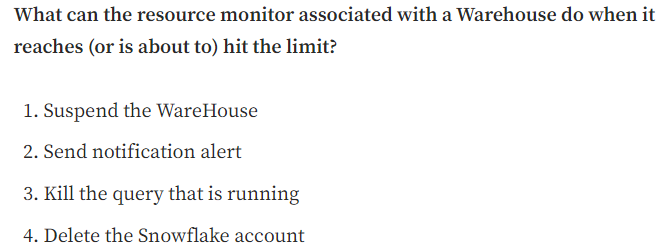 What can the resource monitor associated with a Warehouse do when it
reaches (or is about to) hit the limit?
1. Suspend the WareHouse
2. Send notification alert
3. Kill the query that is running
4. Delete the Snowflake account